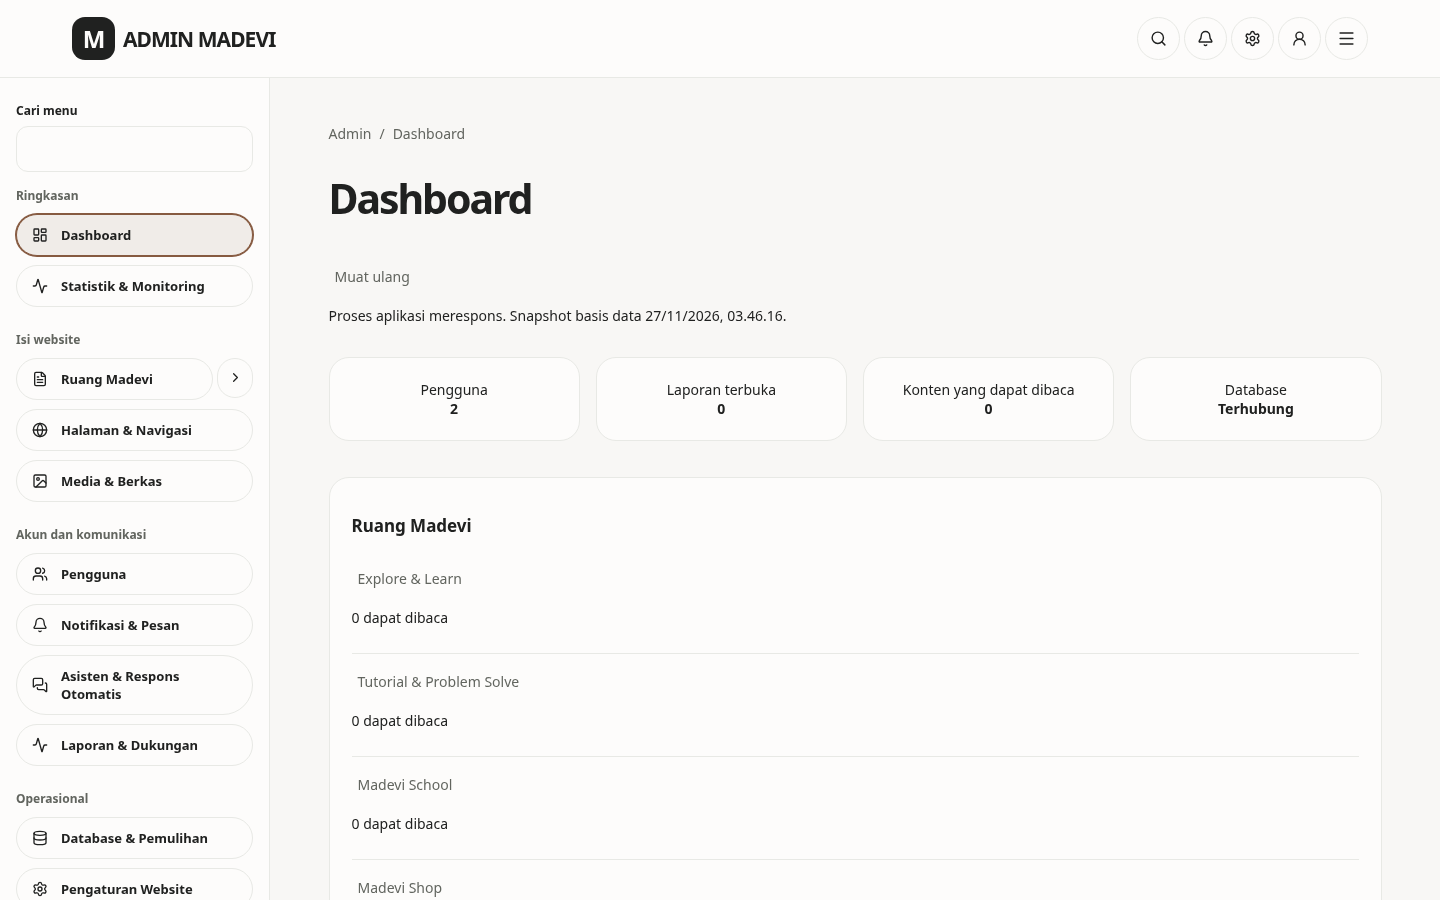 M ADMIN MADEVI
Cari menu
Ringkasan
Dashboard
Statistik & Monitoring
Isi website
Ruang Madevi
Halaman & Navigasi
Media & Berkas
Akun dan komunikasi
Pengguna
Notifikasi & Pesan
Asisten & Respons
Otomatis
Laporan & Dukungan
Operasional
Database & Pemulihan
Pengaturan Website
Admin / Dashboard
Dashboard
Muat ulang
Proses aplikasi merespons. Snapshot basis data 27/11/2026, 03.46.16.
Pengguna
2
Laporan terbuka
0
Konten yang dapat dibaca
0
Database
Terhubung
Ruang Madevi
Explore & Learn
0 dapat dibaca
Tutorial & Problem Solve
0 dapat dibaca
Madevi School
0 dapat dibaca
Madevi Shop